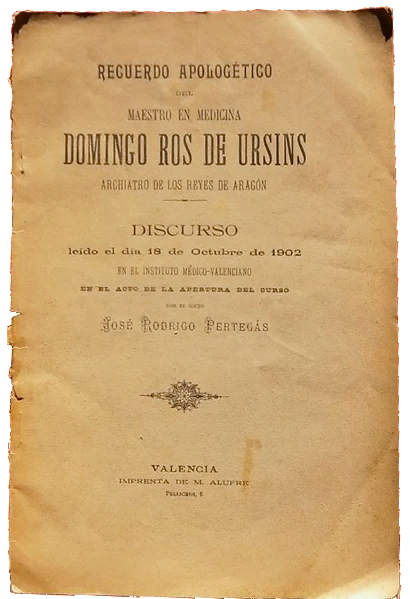 RECUERDO APOLOGÉTICO
DEL
MAESTRO EN MEDICINA
DOMINGO ROS DE URSINS
ARCHIATRO DE LOS REYES DE ARAGÓN
DISCURSO
leído el día 18 de Octubre de 1902
EN EL INSTITUTO MÉDICO-VALENCIANO
EN EL ACTO DE LA APERTURA DEL CURSO
POR EL SOCIO
JOSÉ RODRIGO PERTEGÁS
VALENCIA
IMPRENTA DE M. ALUFRE
PELLICERS, 6